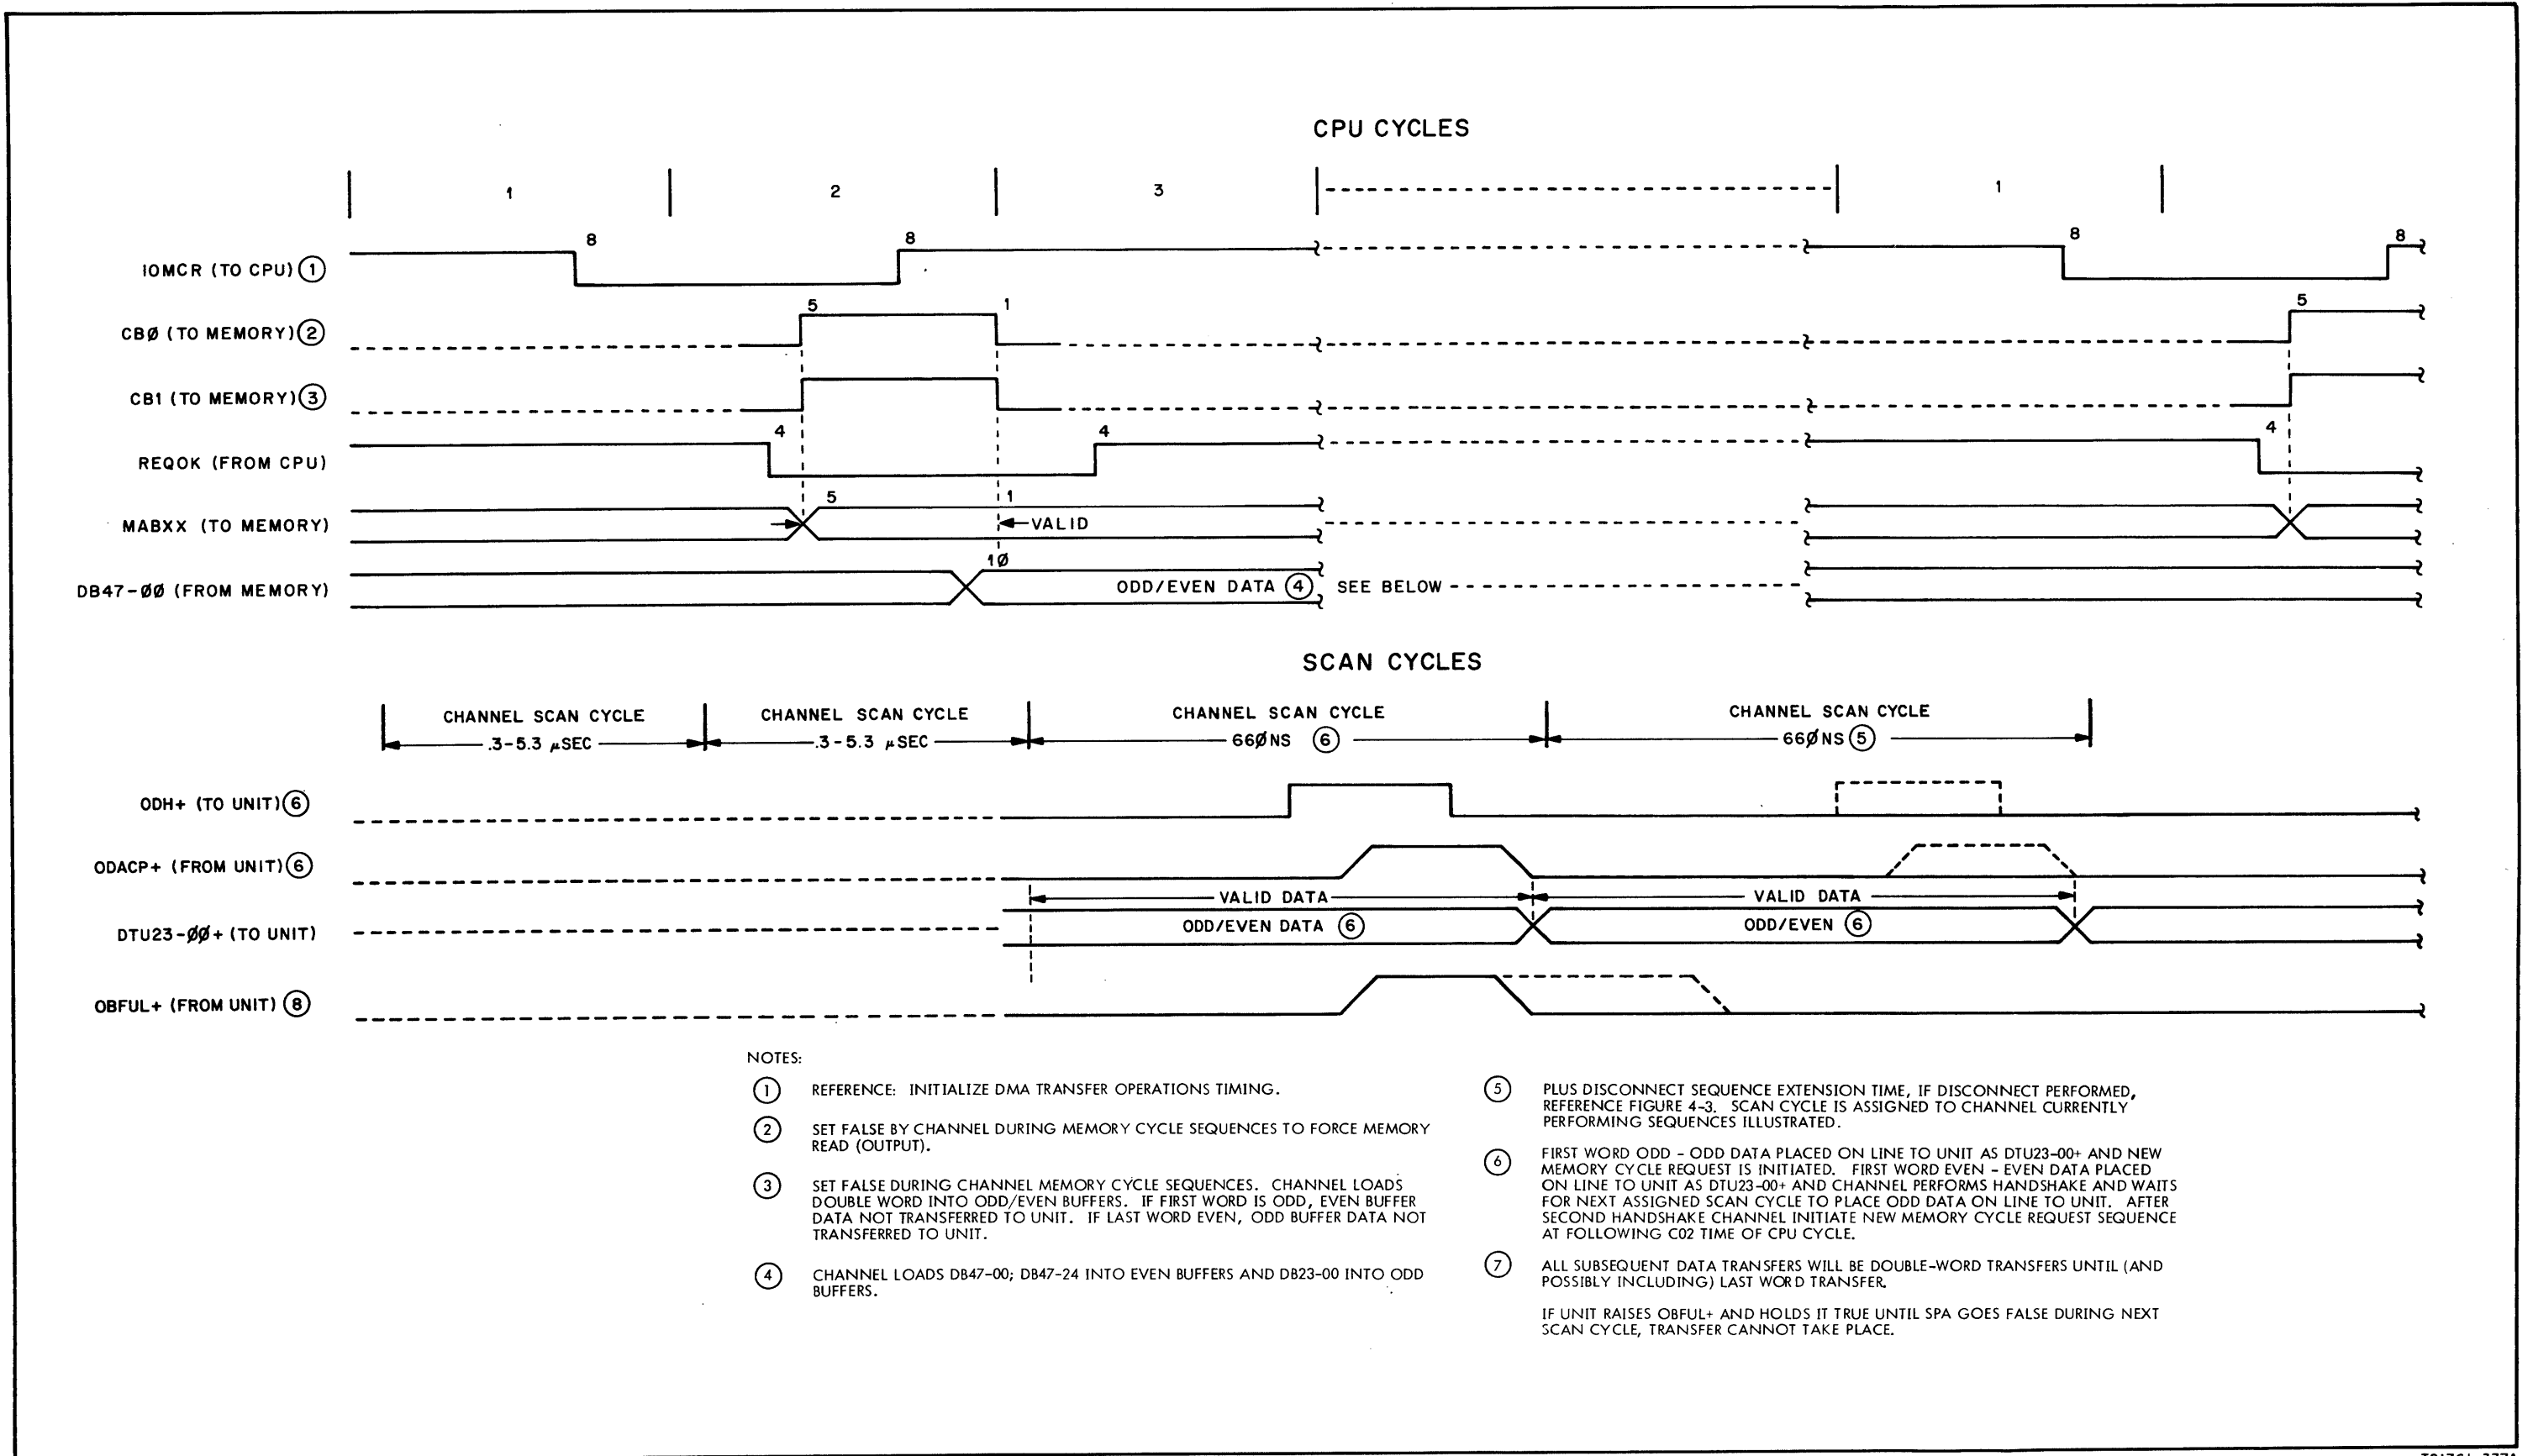 CPU CYCLES
1 2 3 1
8 8 8 8
IOMCR (TO CPU) ①
5 1 5
CBØ (TO MEMORY) ②
CB1 (TO MEMORY) ③
4 4 4
REQOK (FROM CPU)
5 1
MABXX (TO MEMORY) VALID
1Ø
DB47-ØØ (FROM MEMORY) ODD/EVEN DATA ④ SEE BELOW
SCAN CYCLES
CHANNEL SCAN CYCLE CHANNEL SCAN CYCLE CHANNEL SCAN CYCLE CHANNEL SCAN CYCLE
.3-5.3 µSEC .3-5.3 µSEC 66ØNS ⑥ 66ØNS ⑤
ODH+ (TO UNIT) ⑥
ODACP+ (FROM UNIT) ⑥
VALID DATA VALID DATA
DTU23-ØØ+ (TO UNIT) ODD/EVEN DATA ⑥ ODD/EVEN ⑥
OBFUL+ (FROM UNIT) ⑧
NOTES:
① REFERENCE: INITIALIZE DMA TRANSFER OPERATIONS TIMING.
② SET FALSE BY CHANNEL DURING MEMORY CYCLE SEQUENCES TO FORCE MEMORY
READ (OUTPUT).
③ SET FALSE DURING CHANNEL MEMORY CYCLE SEQUENCES. CHANNEL LOADS
DOUBLE WORD INTO ODD/EVEN BUFFERS. IF FIRST WORD IS ODD, EVEN BUFFER
DATA NOT TRANSFERRED TO UNIT. IF LAST WORD EVEN, ODD BUFFER DATA NOT
TRANSFERRED TO UNIT.
④ CHANNEL LOADS DB47-00; DB47-24 INTO EVEN BUFFERS AND DB23-00 INTO ODD
BUFFERS.
⑤ PLUS DISCONNECT SEQUENCE EXTENSION TIME, IF DISCONNECT PERFORMED,
REFERENCE FIGURE 4-3. SCAN CYCLE IS ASSIGNED TO CHANNEL CURRENTLY
PERFORMING SEQUENCES ILLUSTRATED.
⑥ FIRST WORD ODD - ODD DATA PLACED ON LINE TO UNIT AS DTU23-00+ AND NEW
MEMORY CYCLE REQUEST IS INITIATED. FIRST WORD EVEN - EVEN DATA PLACED
ON LINE TO UNIT AS DTU23-00+ AND CHANNEL PERFORMS HANDSHAKE AND WAITS
FOR NEXT ASSIGNED SCAN CYCLE TO PLACE ODD DATA ON LINE TO UNIT. AFTER
SECOND HANDSHAKE CHANNEL INITIATE NEW MEMORY CYCLE REQUEST SEQUENCE
AT FOLLOWING C02 TIME OF CPU CYCLE.
⑦ ALL SUBSEQUENT DATA TRANSFERS WILL BE DOUBLE-WORD TRANSFERS UNTIL (AND
POSSIBLY INCLUDING) LAST WORD TRANSFER.
IF UNIT RAISES OBFUL+ AND HOLDS IT TRUE UNTIL SPA GOES FALSE DURING NEXT
SCAN CYCLE, TRANSFER CANNOT TAKE PLACE.